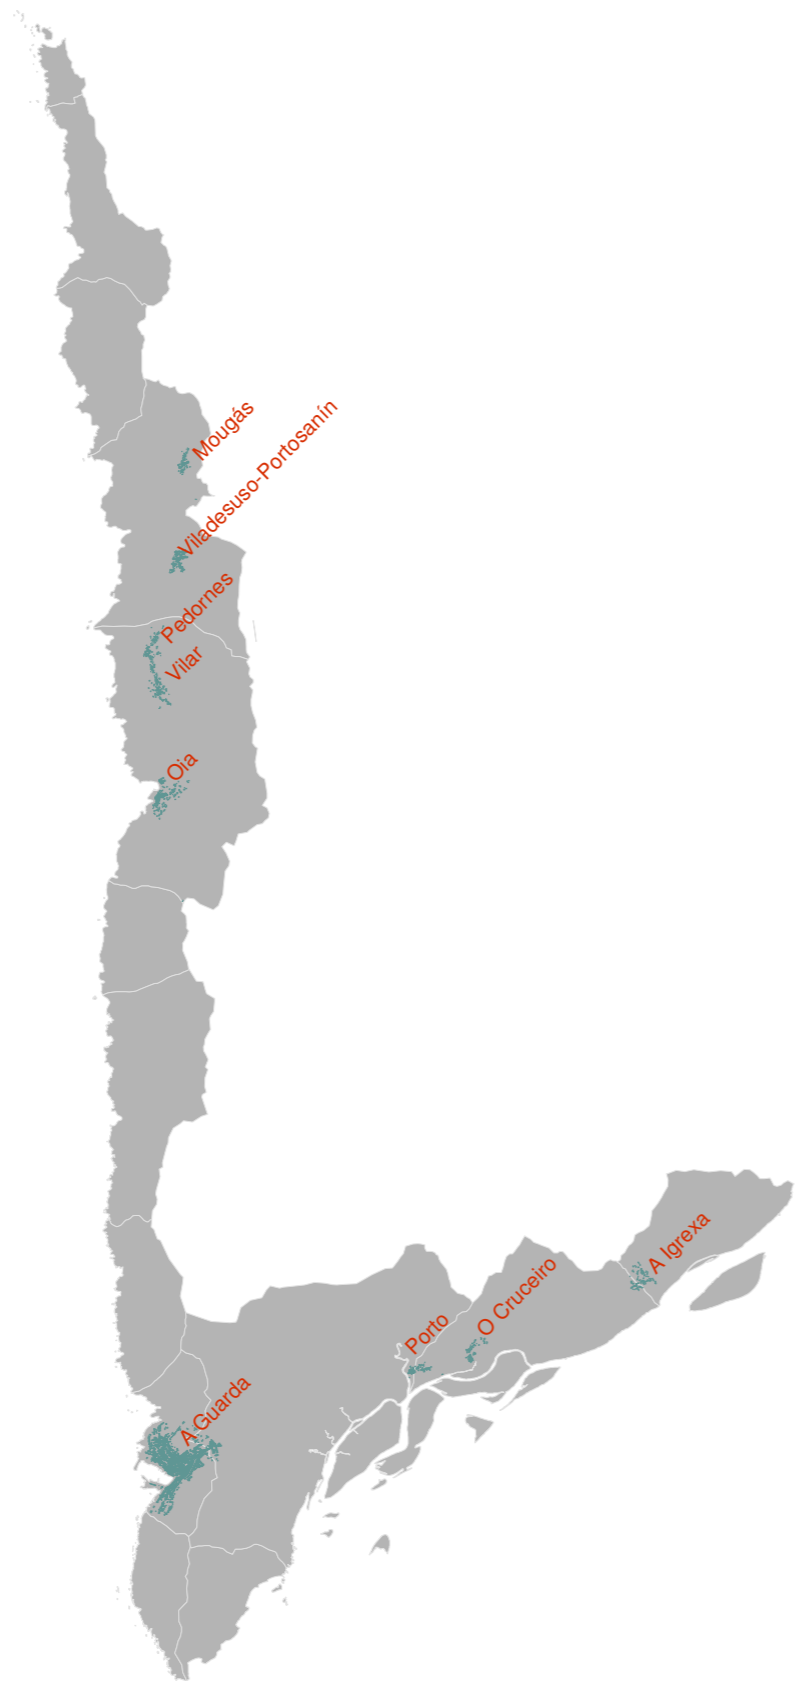 Mougás
Viladesuso-Portosanín
Pedornes
Vilar
Oia
A Igrexa
O Cruceiro
Porto
A Guarda